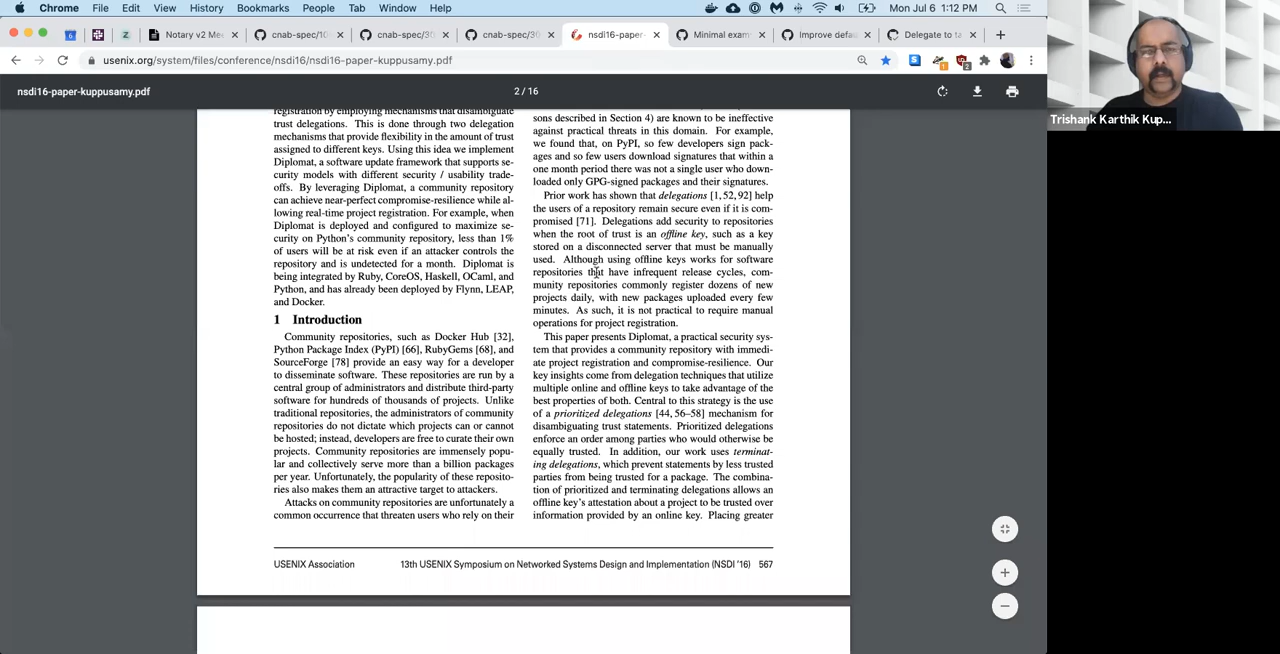 Chrome File Edit View History Bookmarks People Tab Window Help Mon Jul 6 1:12 PM
Notary v2 Mee cnab-spec/10 cnab-spec/30 cnab-spec/30 nsdi16-paper- Minimal exam Improve defau Delegate to ta
usenix.org/system/files/conference/nsdi16/nsdi16-paper-kuppusamy.pdf
nsdi16-paper-kuppusamy.pdf
2 / 16
registration by employing mechanisms that disambiguate
trust delegations. This is done through two delegation
mechanisms that provide flexibility in the amount of trust
assigned to different keys. Using this idea we implement
Diplomat, a software update framework that supports se-
curity models with different security / usability trade-
offs. By leveraging Diplomat, a community repository
can achieve near-perfect compromise-resilience while al-
lowing real-time project registration. For example, when
Diplomat is deployed and configured to maximize se-
curity on Python's community repository, less than 1%
of users will be at risk even if an attacker controls the
repository and is undetected for a month. Diplomat is
being integrated by Ruby, CoreOS, Haskell, OCaml, and
Python, and has already been deployed by Flynn, LEAP,
and Docker.
1 Introduction
Community repositories, such as Docker Hub [32],
Python Package Index (PyPI) [66], RubyGems [68], and
SourceForge [78] provide an easy way for a developer
to disseminate software. These repositories are run by a
central group of administrators and distribute third-party
software for hundreds of thousands of projects. Unlike
traditional repositories, the administrators of community
repositories do not dictate which projects can or cannot
be hosted; instead, developers are free to curate their own
projects. Community repositories are immensely popu-
lar and collectively serve more than a billion packages
per year. Unfortunately, the popularity of these reposito-
ries also makes them an attractive target to attackers.
Attacks on community repositories are unfortunately a
common occurrence that threaten users who rely on their
sons described in Section 4) are known to be ineffective
against practical threats in this domain. For example,
we found that, on PyPI, so few developers sign pack-
ages and so few users download signatures that within a
one month period there was not a single user who down-
loaded only GPG-signed packages and their signatures.
Prior work has shown that delegations [1,52,92] help
the users of a repository remain secure even if it is com-
promised [71]. Delegations add security to repositories
when the root of trust is an offline key, such as a key
stored on a disconnected server that must be manually
used. Although using offline keys works for software
repositories that have infrequent release cycles, com-
munity repositories commonly register dozens of new
projects daily, with new packages uploaded every few
minutes. As such, it is not practical to require manual
operations for project registration.
This paper presents Diplomat, a practical security sys-
tem that provides a community repository with immedi-
ate project registration and compromise-resilience. Our
key insights come from delegation techniques that utilize
multiple online and offline keys to take advantage of the
best properties of both. Central to this strategy is the use
of a prioritized delegations [44, 56–58] mechanism for
disambiguating trust statements. Prioritized delegations
enforce an order among parties who would otherwise be
equally trusted. In addition, our work uses terminat-
ing delegations, which prevent statements by less trusted
parties from being trusted for a package. The combina-
tion of prioritized and terminating delegations allows an
offline key's attestation about a project to be trusted over
information provided by an online key. Placing greater
USENIX Association
13th USENIX Symposium on Networked Systems Design and Implementation (NSDI '16) 567
Trishank Karthik Kup...